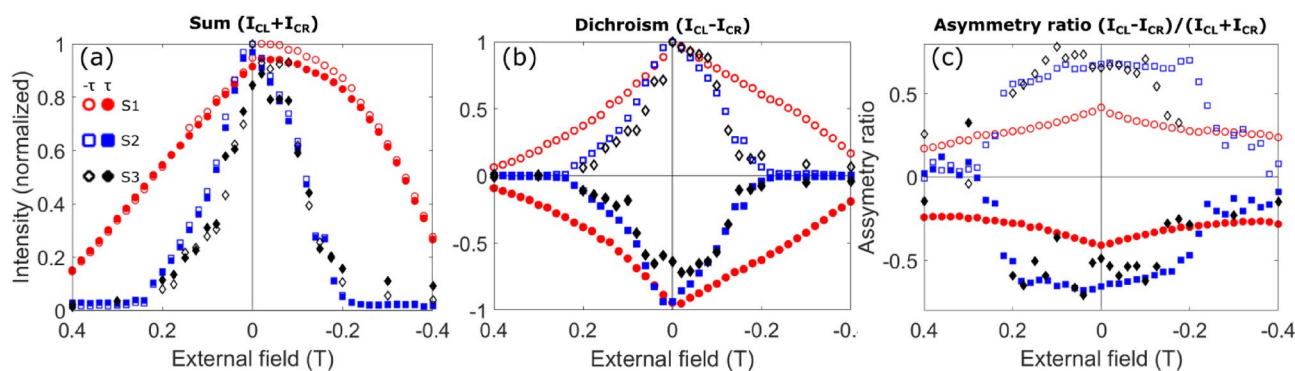 Sum (I_CL+I_CR)
(a)
-τ τ
S1
S2
S3
Intensity (normalized)
1
0.8
0.6
0.4
0.2
0
0.4 0.2 0 -0.2 -0.4
External field (T)
Dichroism (I_CL-I_CR)
(b)
1
0.5
0
-0.5
-1
0.4 0.2 0 -0.2 -0.
External field (T)
Asymmetry ratio (I_CL-I_CR)/(I_CL+I_CR)
(c)
Assymetry ratio
0.5
0
-0.5
0.4 0.2 0 -0.2 -0.4
External field (T)